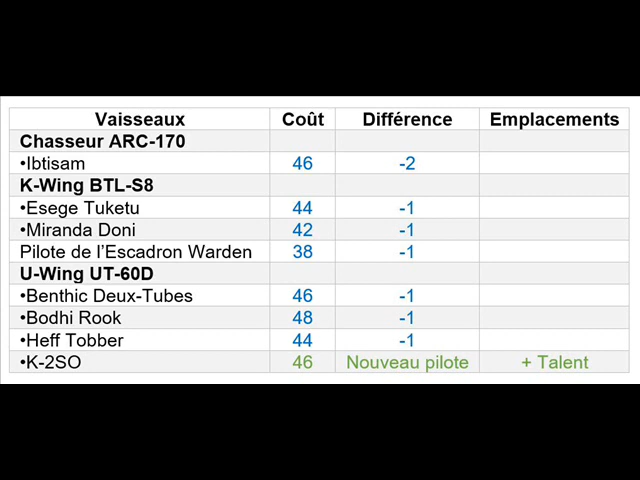 Vaisseaux Coût Différence Emplacements
Chasseur ARC-170
•Ibtisam 46 -2
K-Wing BTL-S8
•Esege Tuketu 44 -1
•Miranda Doni 42 -1
Pilote de l’Escadron Warden 38 -1
U-Wing UT-60D
•Benthic Deux-Tubes 46 -1
•Bodhi Rook 48 -1
•Heff Tobber 44 -1
•K-2SO 46 Nouveau pilote + Talent